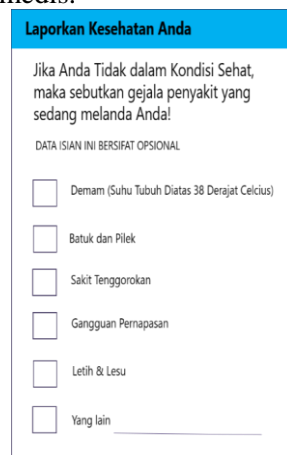 medis.
Laporkan Kesehatan Anda
Jika Anda Tidak dalam Kondisi Sehat,
maka sebutkan gejala penyakit yang
sedang melanda Anda!
DATA ISIAN INI BERSIFAT OPSIONAL
Demam (Suhu Tubuh Diatas 38 Derajat Celcius)
Batuk dan Pilek
Sakit Tenggorokan
Gangguan Pernapasan
Letih & Lesu
Yang lain